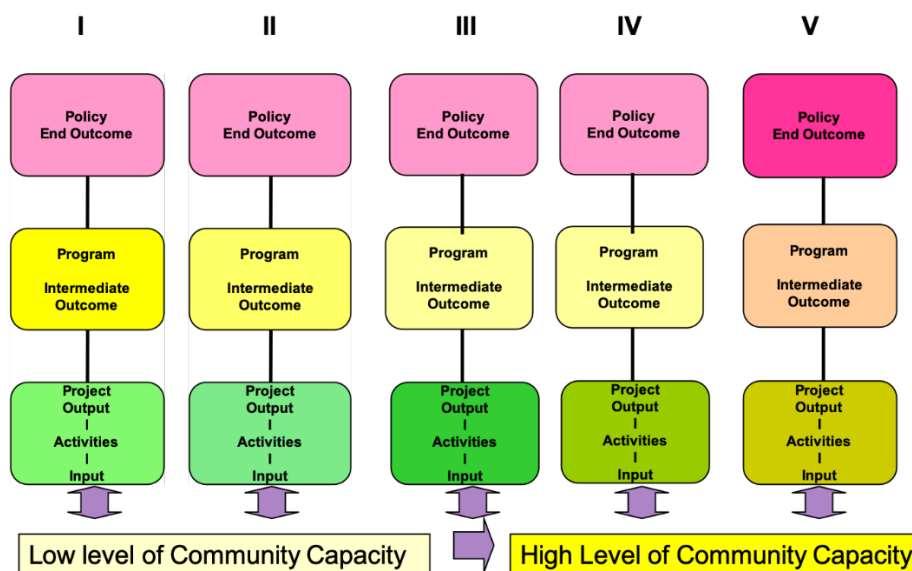 I II III IV V
Policy
End Outcome
Policy
End Outcome
Policy
End Outcome
Policy
End Outcome
Policy
End Outcome
Program
Intermediate
Outcome
Program
Intermediate
Outcome
Program
Intermediate
Outcome
Program
Intermediate
Outcome
Program
Intermediate
Outcome
Project
Output
I
Activities
I
Input
Project
Output
I
Activities
I
Input
Project
Output
I
Activities
I
Input
Project
Output
I
Activities
I
Input
Project
Output
I
Activities
I
Input
Low level of Community Capacity
High Level of Community Capacity